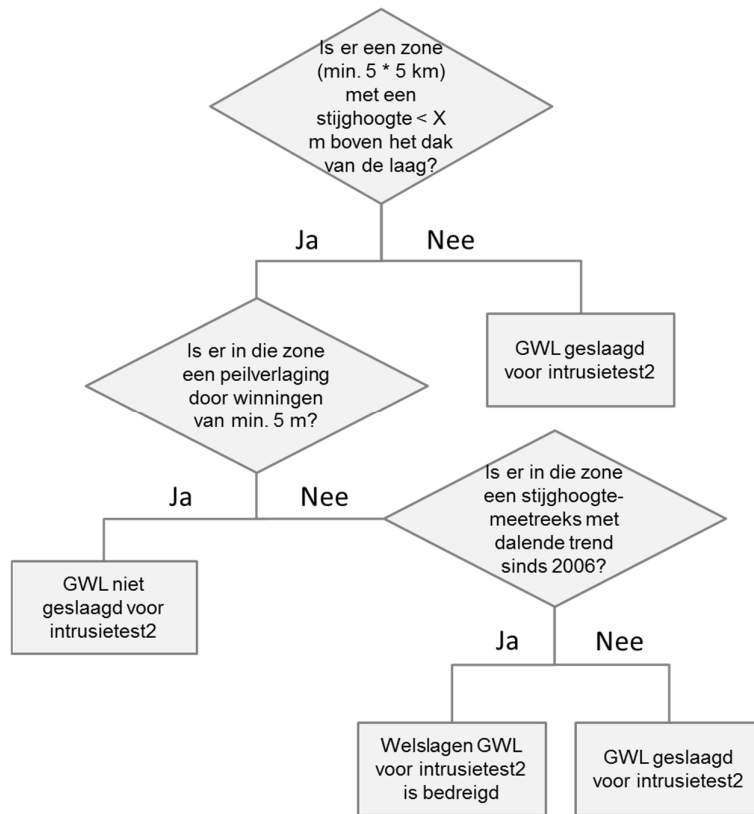 Is er een zone
(min. 5 * 5 km)
met een
stijghoogte < X
m boven het dak
van de laag?
Ja
Nee
Is er in die zone
een peilverlaging
door winningen
van min. 5 m?
GWL geslaagd
voor intrusietest2
Ja
Nee
Is er in die zone
een stijghoogte-
meetreeks met
dalende trend
sinds 2006?
GWL niet
geslaagd voor
intrusietest2
Ja
Nee
Welslagen GWL
voor intrusietest2
is bedreigd
GWL geslaagd
voor intrusietest2